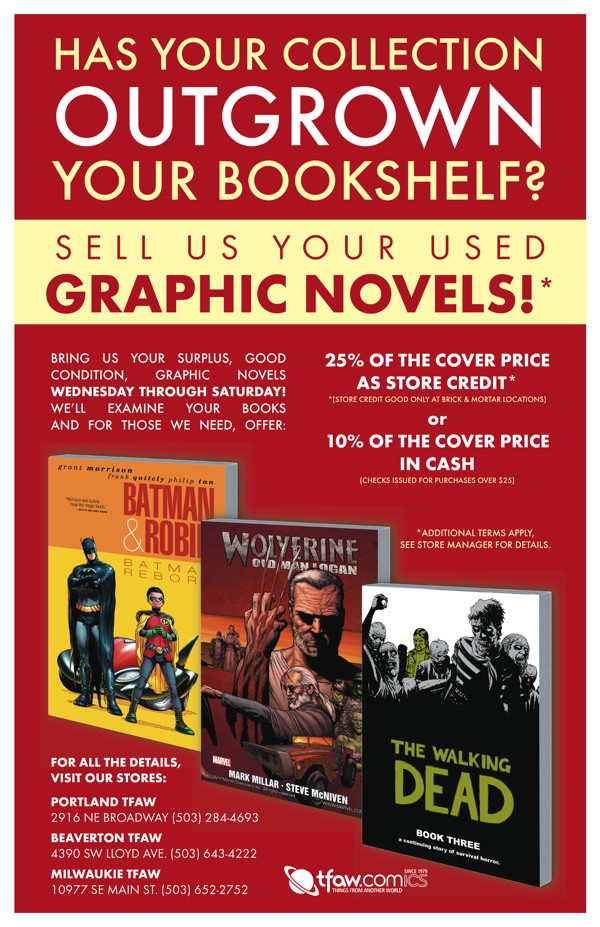 HAS YOUR COLLECTION
OUTGROWN
YOUR BOOKSHELF?
SELL US YOUR USED
GRAPHIC NOVELS!*
BRING US YOUR SURPLUS, GOOD
CONDITION, GRAPHIC NOVELS
WEDNESDAY THROUGH SATURDAY!
WE'LL EXAMINE YOUR BOOKS
AND FOR THOSE WE NEED, OFFER:
25% OF THE COVER PRICE
AS STORE CREDIT*
*(STORE CREDIT GOOD ONLY AT BRICK & MORTAR LOCATIONS)
or
10% OF THE COVER PRICE
IN CASH
(CHECKS ISSUED FOR PURCHASES OVER $25)
*ADDITIONAL TERMS APPLY,
SEE STORE MANAGER FOR DETAILS.
grant morrison
frank quitely philip tan
BATMAN
& ROBI
BATMA
REBOR
WOLVERINE
OLD MAN LOGAN
MARVEL
MARK MILLAR · STEVE McNIVEN
THE WALKING
DEAD
BOOK THREE
a continuing story of survival horror.
FOR ALL THE DETAILS,
VISIT OUR STORES:
PORTLAND TFAW
2916 NE BROADWAY (503) 284-4693
BEAVERTON TFAW
4390 SW LLOYD AVE. (503) 643-4222
MILWAUKIE TFAW
10977 SE MAIN ST. (503) 652-2752
SINCE 1979
tfaw.comICS
THINGS FROM ANOTHER WORLD